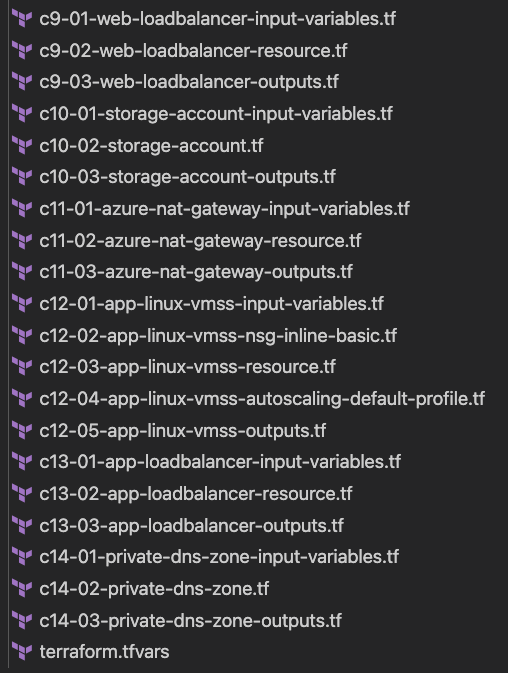 c9-01-web-loadbalancer-input-variables.tf
c9-02-web-loadbalancer-resource.tf
c9-03-web-loadbalancer-outputs.tf
c10-01-storage-account-input-variables.tf
c10-02-storage-account.tf
c10-03-storage-account-outputs.tf
c11-01-azure-nat-gateway-input-variables.tf
c11-02-azure-nat-gateway-resource.tf
c11-03-azure-nat-gateway-outputs.tf
c12-01-app-linux-vmss-input-variables.tf
c12-02-app-linux-vmss-nsg-inline-basic.tf
c12-03-app-linux-vmss-resource.tf
c12-04-app-linux-vmss-autoscaling-default-profile.tf
c12-05-app-linux-vmss-outputs.tf
c13-01-app-loadbalancer-input-variables.tf
c13-02-app-loadbalancer-resource.tf
c13-03-app-loadbalancer-outputs.tf
c14-01-private-dns-zone-input-variables.tf
c14-02-private-dns-zone.tf
c14-03-private-dns-zone-outputs.tf
terraform.tfvars